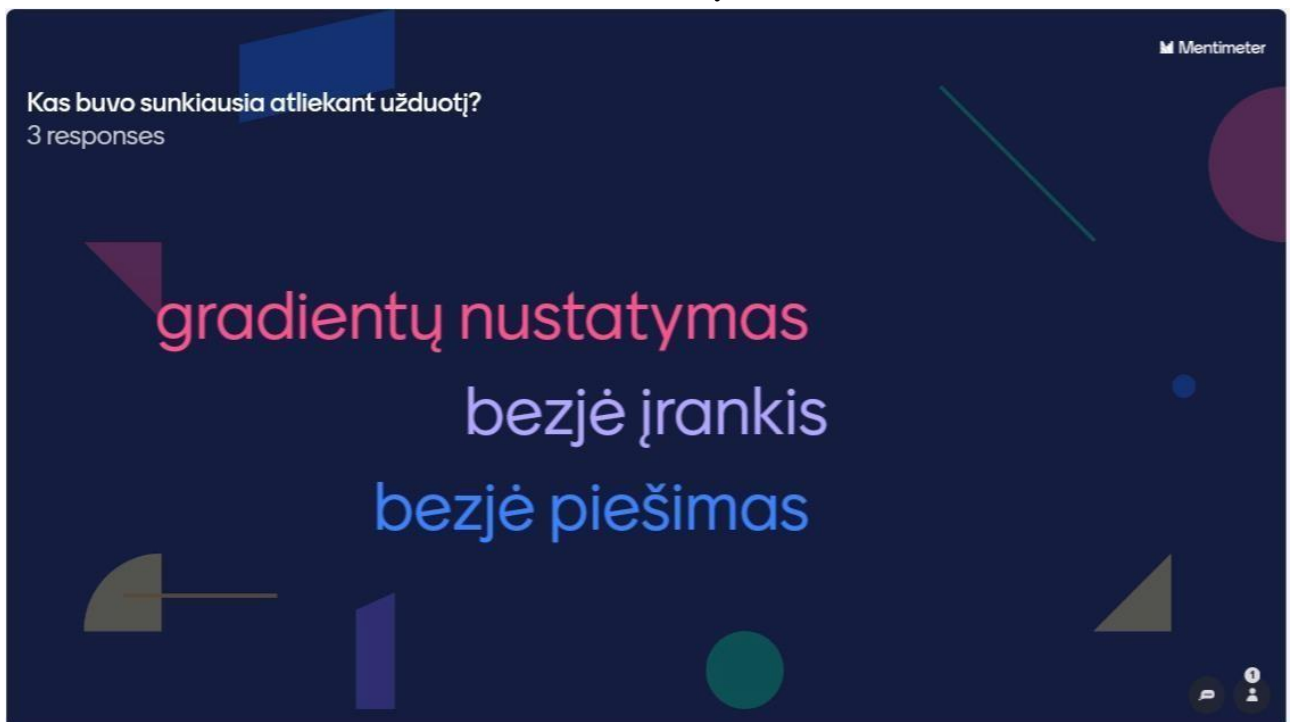 Mentimeter
Kas buvo sunkiausia atliekant užduotį?
3 responses
gradientų nustatymas
bezjė įrankis
bezjė piešimas
1